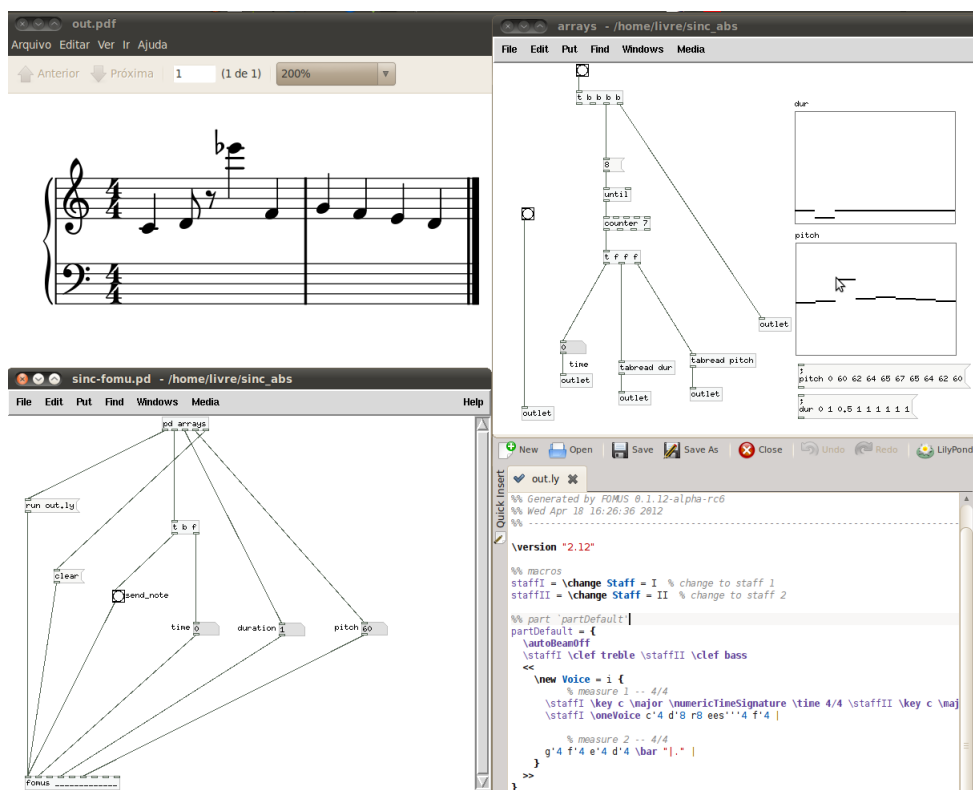 out.pdf
Arquivo Editar Ver Ir Ajuda
Anterior Próxima 1 (1 de 1) 200%
4
4
4
4
arrays - /home/livre/sinc_abs
File Edit Put Find Windows Media
t b b b b
8
until
counter 7
t f f f
0
time
outlet
tabread dur
outlet
tabread pitch
outlet
outlet
outlet
dur
pitch
;
pitch 0 60 62 64 65 67 65 64 62 60
;
dur 0 1 0.5 1 1 1 1 1 1
sinc-fomu.pd - /home/livre/sinc_abs
File Edit Put Find Windows Media Help
pd arrays
run out.ly
t b f
clear
send_note
time 0 duration 1 pitch 60
fomus _____________
New Open Save Save As Close Undo Redo LilyPond
Quick Insert
out.ly
%% Generated by FOMUS 0.1.12-alpha-rc6
%% Wed Apr 18 16:26:36 2012
%% ---------------------------------------------------------------
\version "2.12"
%% macros
staffI = \change Staff = I % change to staff 1
staffII = \change Staff = II % change to staff 2
%% part `partDefault'
partDefault = {
\autoBeamOff
\staffI \clef treble \staffII \clef bass
<<
\new Voice = i {
% measure 1 -- 4/4
\staffI \key c \major \numericTimeSignature \time 4/4 \staffII \key c \maj
\staffI \oneVoice c'4 d'8 r8 ees'''4 f'4 |
% measure 2 -- 4/4
g'4 f'4 e'4 d'4 \bar "|." |
}
>>
}